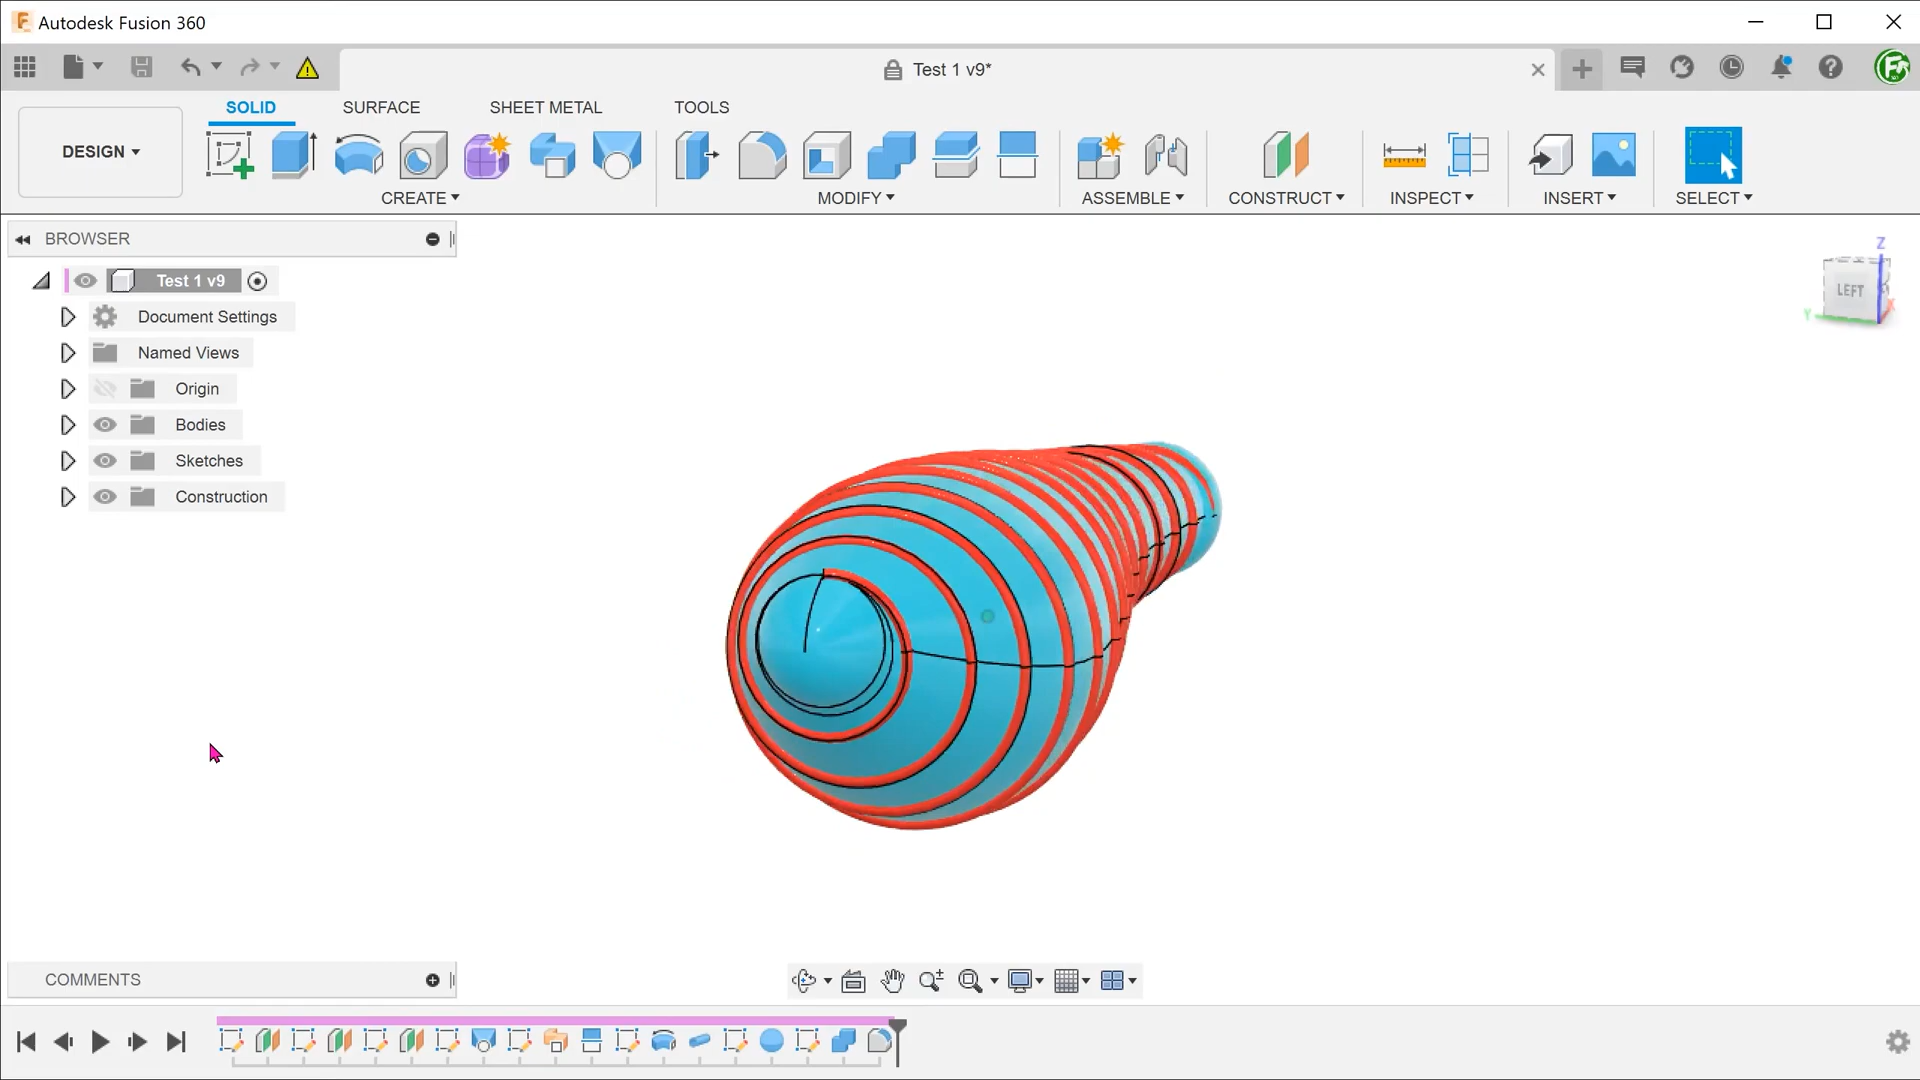 Autodesk Fusion 360
Test 1 v9*
SOLID SURFACE SHEET METAL TOOLS
DESIGN
CREATE MODIFY ASSEMBLE CONSTRUCT INSPECT INSERT SELECT
BROWSER
Test 1 v9
Document Settings
Named Views
Origin
Bodies
Sketches
Construction
Z
LEFT
Y
X
COMMENTS